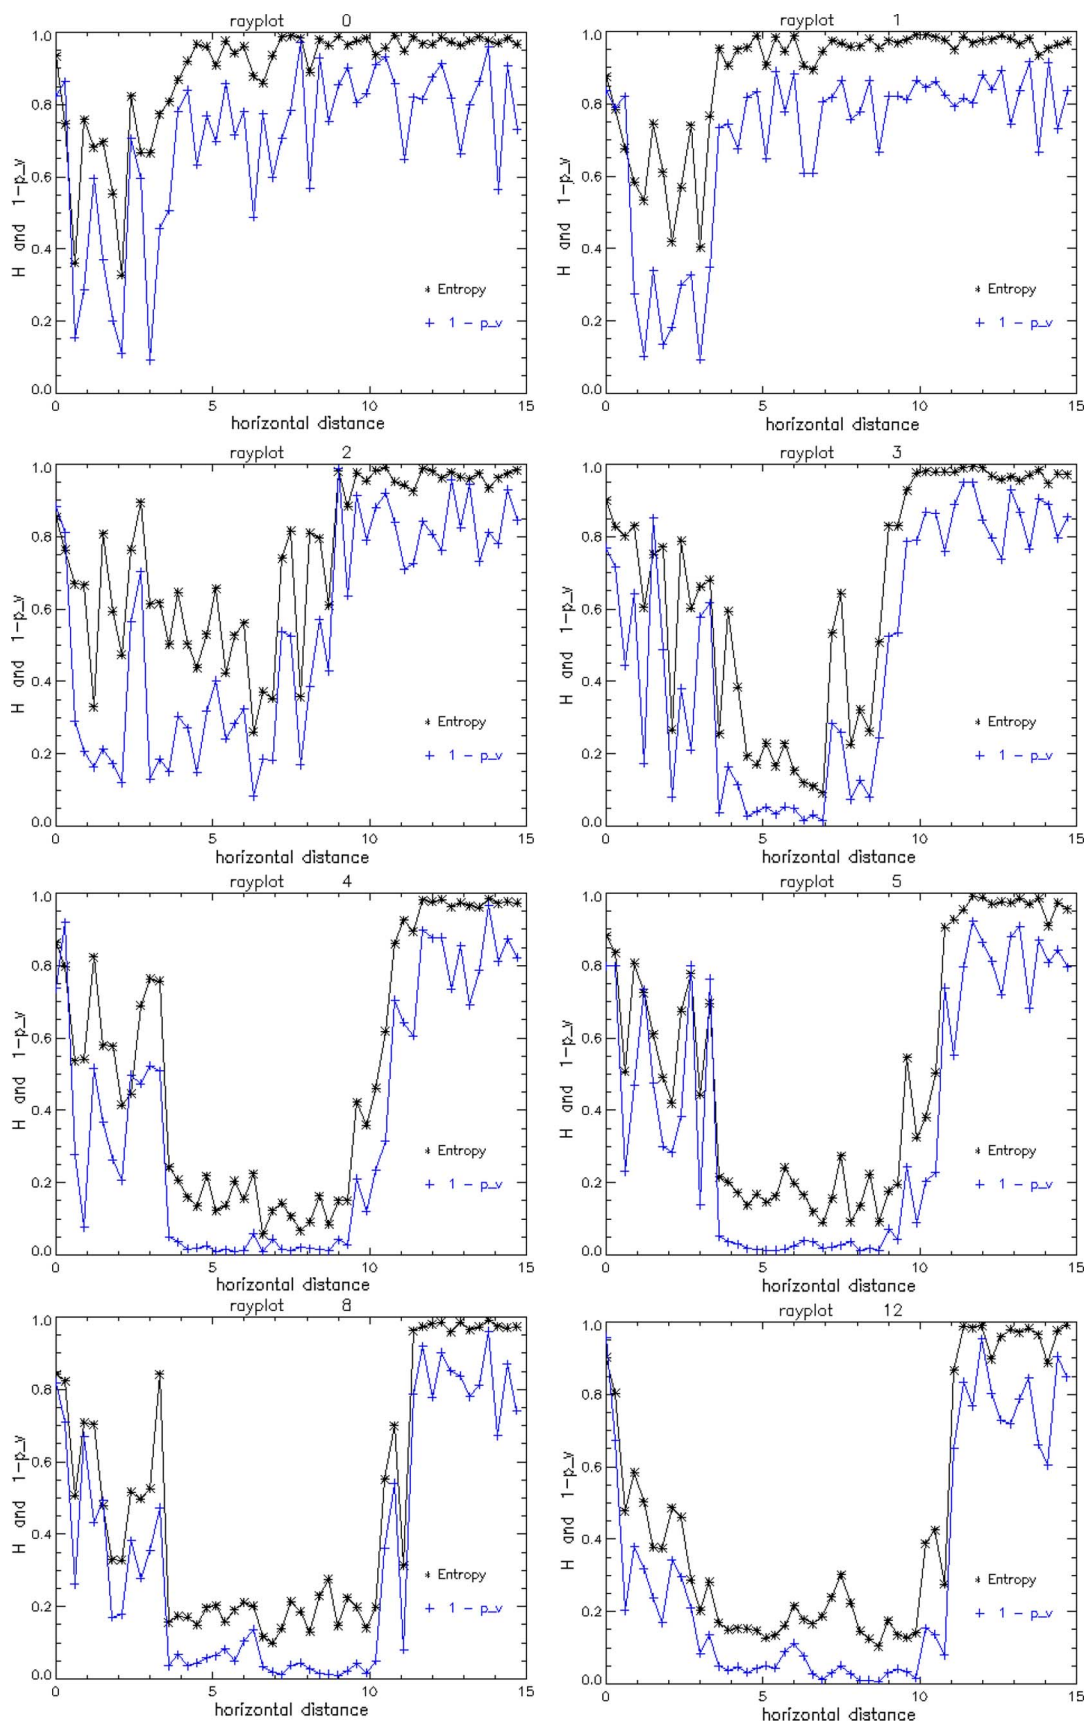 rayplot 0
1.0
0.8
0.6
0.4
0.2
0.0
H and 1-p_v
* Entropy
+ 1 - p_v
0 5 10 15
horizontal distance
rayplot 1
1.0
0.8
0.6
0.4
0.2
0.0
H and 1-p_v
* Entropy
+ 1 - p_v
0 5 10 15
horizontal distance
rayplot 2
1.0
0.8
0.6
0.4
0.2
0.0
H and 1-p_v
* Entropy
+ 1 - p_v
0 5 10 15
horizontal distance
rayplot 3
1.0
0.8
0.6
0.4
0.2
0.0
H and 1-p_v
* Entropy
+ 1 - p_v
0 5 10 15
horizontal distance
rayplot 4
1.0
0.8
0.6
0.4
0.2
0.0
H and 1-p_v
* Entropy
+ 1 - p_v
0 5 10 15
horizontal distance
rayplot 5
1.0
0.8
0.6
0.4
0.2
0.0
H and 1-p_v
* Entropy
+ 1 - p_v
0 5 10 15
horizontal distance
rayplot 8
1.0
0.8
0.6
0.4
0.2
0.0
H and 1-p_v
* Entropy
+ 1 - p_v
0 5 10 15
horizontal distance
rayplot 12
1.0
0.8
0.6
0.4
0.2
0.0
H and 1-p_v
* Entropy
+ 1 - p_v
0 5 10 15
horizontal distance